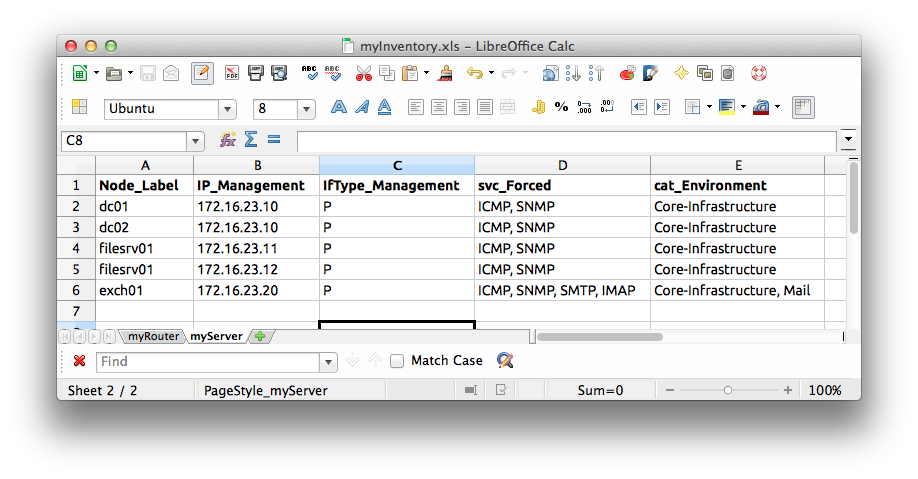 myInventory.xls – LibreOffice Calc
PDF ABC ABC
Ubuntu 8 A A A %
C8
A B C D E
1 Node_Label IP_Management IfType_Management svc_Forced cat_Environment
2 dc01 172.16.23.10 P ICMP, SNMP Core-Infrastructure
3 dc02 172.16.23.10 P ICMP, SNMP Core-Infrastructure
4 filesrv01 172.16.23.11 P ICMP, SNMP Core-Infrastructure
5 filesrv01 172.16.23.12 P ICMP, SNMP Core-Infrastructure
6 exch01 172.16.23.20 P ICMP, SNMP, SMTP, IMAP Core-Infrastructure, Mail
7
myRouter myServer
Find Match Case
Sheet 2 / 2 PageStyle_myServer Sum=0 100%